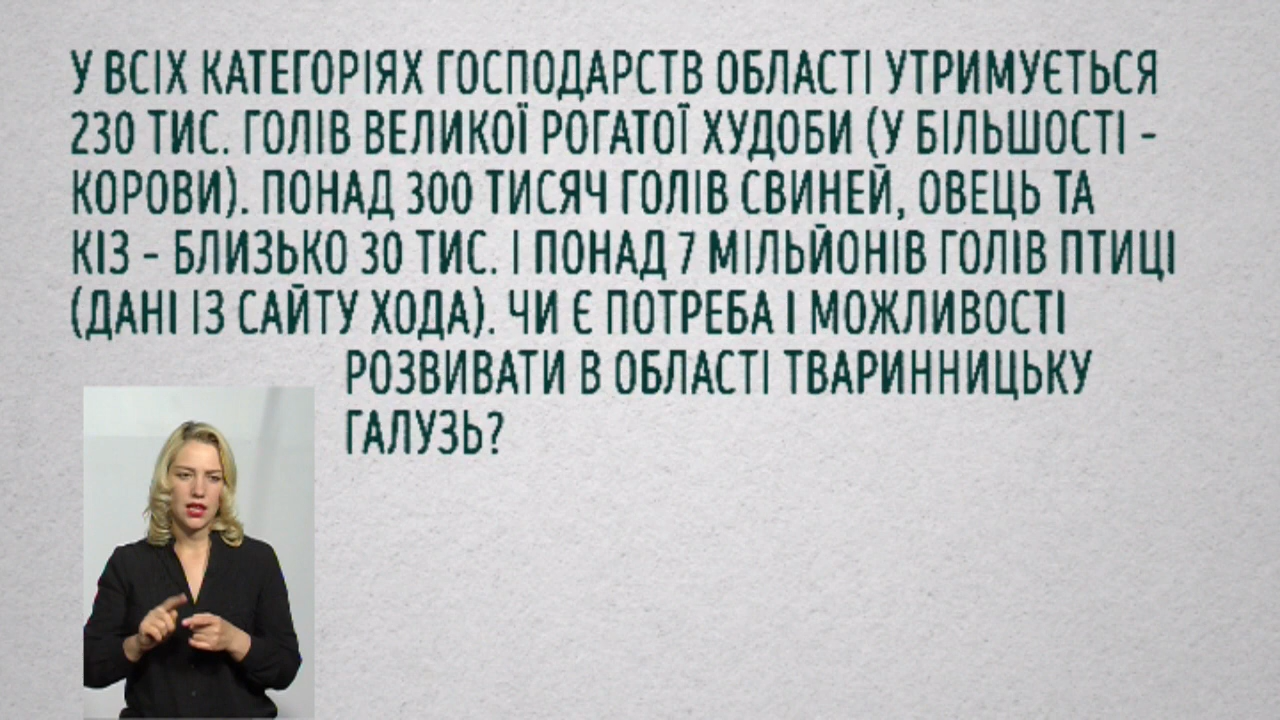 У ВСІХ КАТЕГОРІЯХ ГОСПОДАРСТВ ОБЛАСТІ УТРИМУЄТЬСЯ
230 ТИС. ГОЛІВ ВЕЛИКОЇ РОГАТОЇ ХУДОБИ (У БІЛЬШОСТІ –
КОРОВИ). ПОНАД 300 ТИСЯЧ ГОЛІВ СВИНЕЙ, ОВЕЦЬ ТА
КІЗ – БЛИЗЬКО 30 ТИС. І ПОНАД 7 МІЛЬЙОНІВ ГОЛІВ ПТИЦІ
(ДАНІ ІЗ САЙТУ ХОДА). ЧИ Є ПОТРЕБА І МОЖЛИВОСТІ
РОЗВИВАТИ В ОБЛАСТІ ТВАРИННИЦЬКУ
ГАЛУЗЬ?